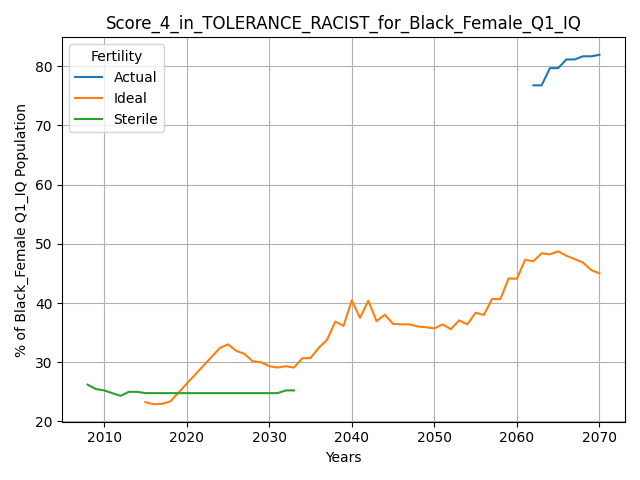 Score_4_in_TOLERANCE_RACIST_for_Black_Female_Q1_IQ
Fertility
Actual
Ideal
Sterile
% of Black_Female Q1_IQ Population
80
70
60
50
40
30
20
2010 2020 2030 2040 2050 2060 2070
Years